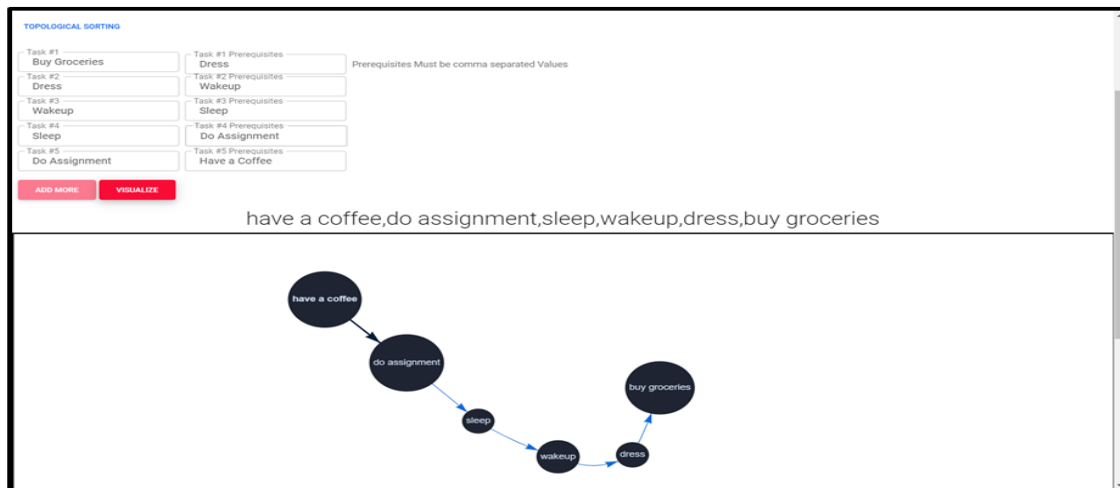 TOPOLOGICAL SORTING
Task #1
Buy Groceries
Task #1 Prerequisites
Dress
Prerequisites Must be comma separated Values
Task #2
Dress
Task #2 Prerequisites
Wakeup
Task #3
Wakeup
Task #3 Prerequisites
Sleep
Task #4
Sleep
Task #4 Prerequisites
Do Assignment
Task #5
Do Assignment
Task #5 Prerequisites
Have a Coffee
ADD MORE
VISUALIZE
have a coffee,do assignment,sleep,wakeup,dress,buy groceries
have a coffee
do assignment
buy groceries
sleep
wakeup
dress